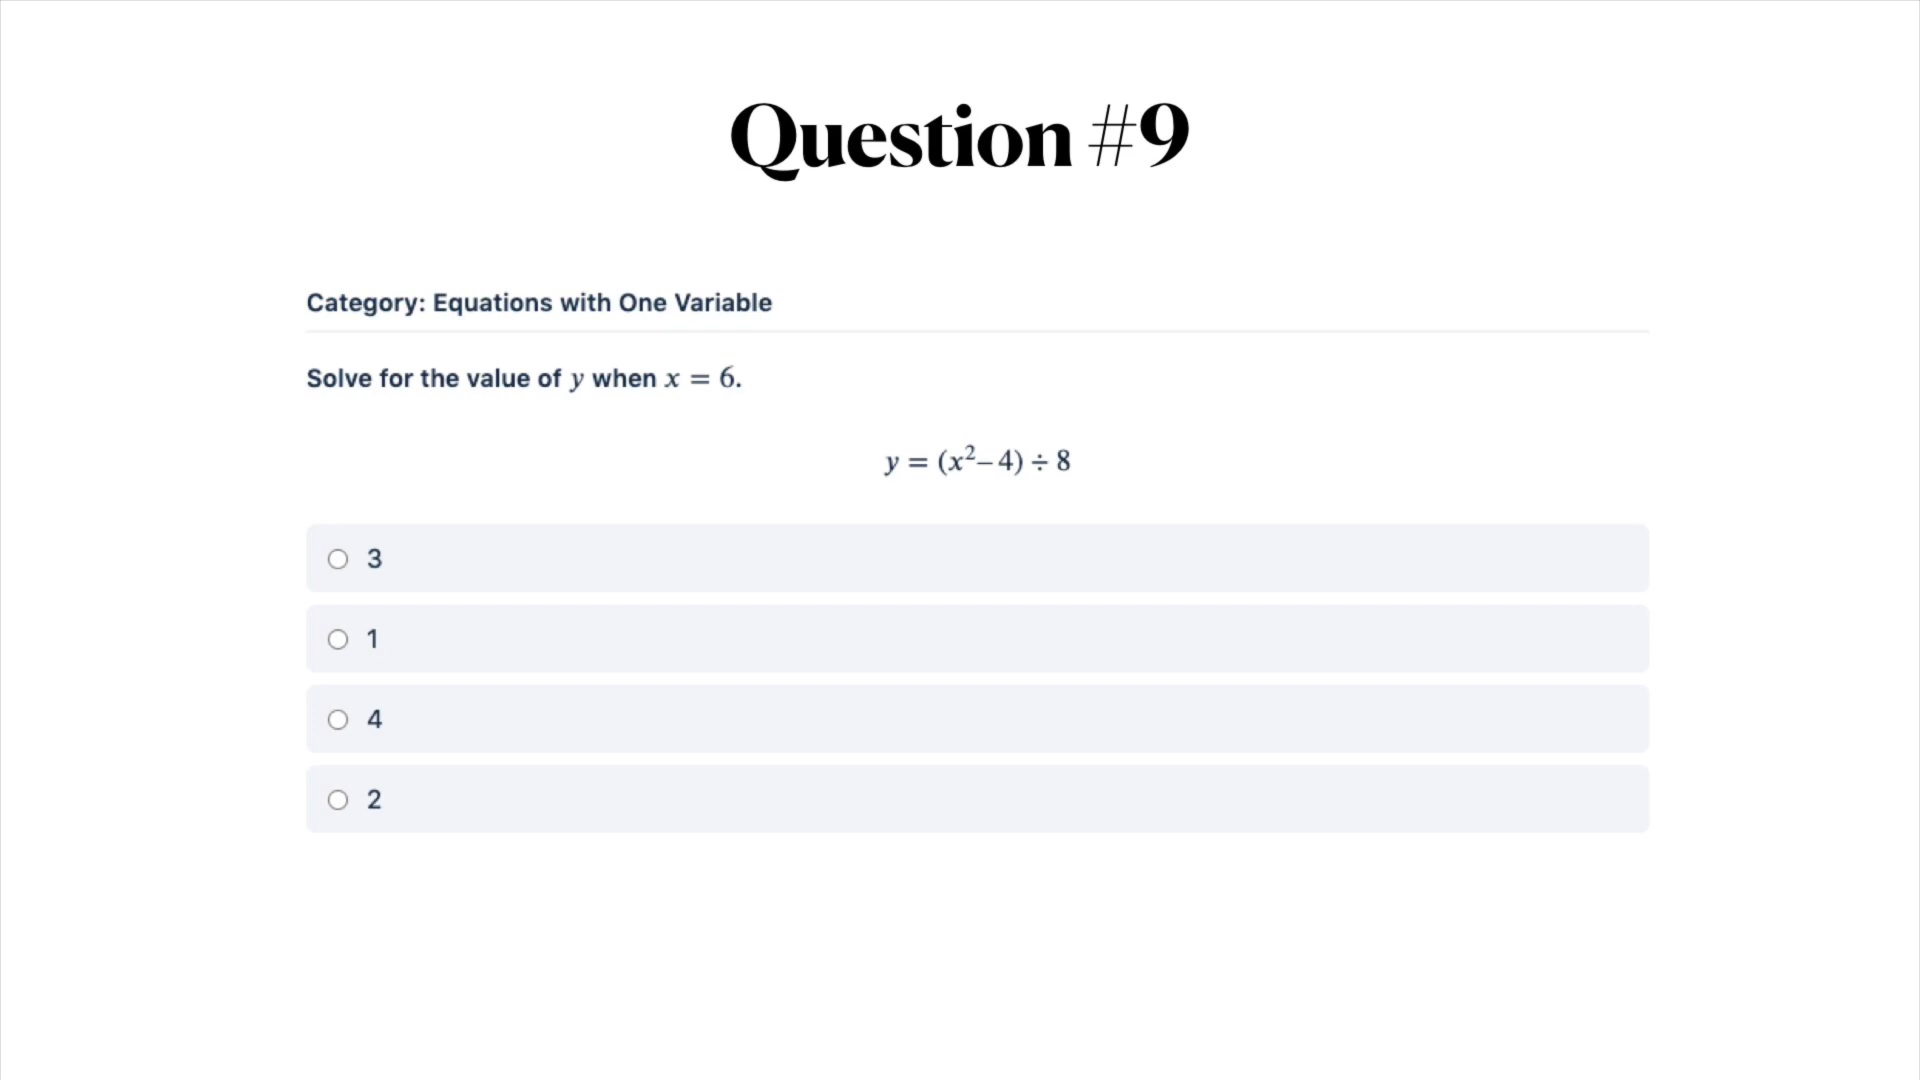 Question #9
Category: Equations with One Variable
Solve for the value of y when x = 6.
y = (x²– 4) ÷ 8
3
1
4
2